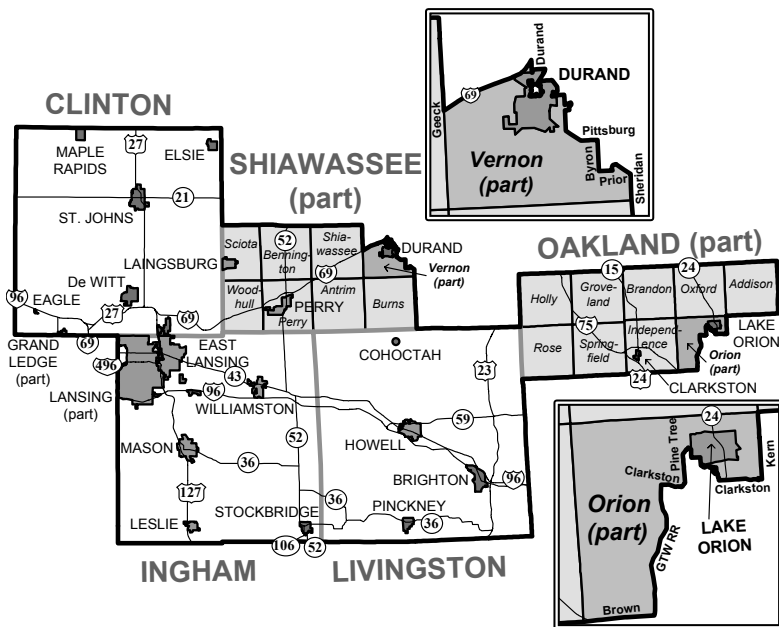 CLINTON
27
MAPLE
RAPIDS
ELSIE
21
ST. JOHNS
De WITT
96
EAGLE
27
69
69
GRAND
LEDGE
(part)
SHIAWASSEE
(part)
Sciota
52
Bennington-
ton
Shia-
wassee
LAINGSBURG
Wood-
hull
69
Antrim
PERRY
Perry
Burns
DURAND
Vernon
(part)
Durand
DURAND
69
Geeck
Vernon
(part)
Pittsburg
Byron
Prior
Sheridan
OAKLAND (part)
15
24
Holly
Grove-
land
Brandon
Oxford
Addison
75
Rose
Spring-
field
Independ-
ence
LAKE
ORION
Orion
(part)
24
CLARKSTON
496
EAST
LANSING
LANSING
(part)
43
96
WILLIAMSTON
MASON
36
52
127
LESLIE
STOCKBRIDGE
106
52
INGHAM
COHOCTAH
23
59
HOWELL
BRIGHTON
96
36
PINCKNEY
36
LIVINGSTON
24
Pine Tree
Kern
Clarkston
Clarkston
Orion
(part)
GTW RR
LAKE
ORION
Brown